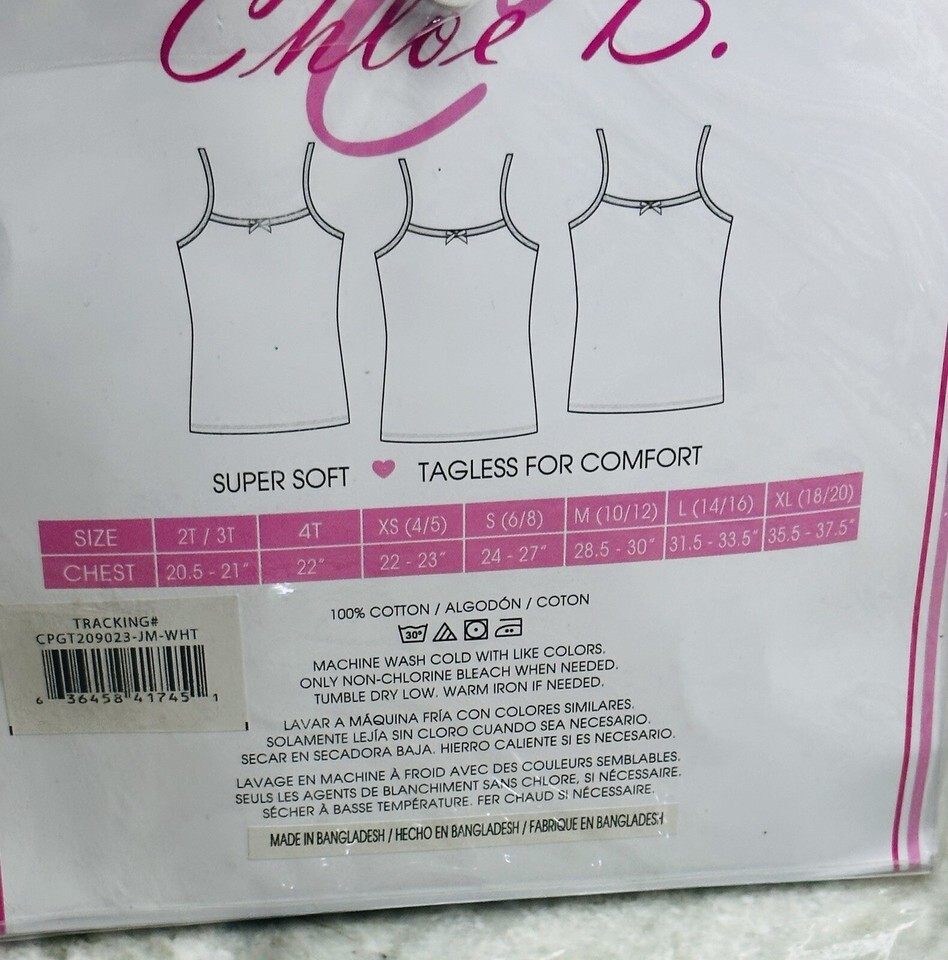 Chloe B.
SUPER SOFT TAGLESS FOR COMFORT
SIZE 2T / 3T 4T XS (4/5) S (6/8) M (10/12) L (14/16) XL (18/20)
CHEST 20.5 - 21" 22" 22 - 23" 24 - 27" 28.5 - 30" 31.5 - 33.5" 35.5 - 37.5"
100% COTTON / ALGODÓN / COTON
30°
MACHINE WASH COLD WITH LIKE COLORS.
ONLY NON-CHLORINE BLEACH WHEN NEEDED.
TUMBLE DRY LOW. WARM IRON IF NEEDED.
LAVAR A MÁQUINA FRÍA CON COLORES SIMILARES.
SOLAMENTE LEJÍA SIN CLORO CUANDO SEA NECESARIO.
SECAR EN SECADORA BAJA. HIERRO CALIENTE SI ES NECESARIO.
LAVAGE EN MACHINE À FROID AVEC DES COULEURS SEMBLABLES.
SEULS LES AGENTS DE BLANCHIMENT SANS CHLORE, SI NÉCESSAIRE.
SÉCHER À BASSE TEMPÉRATURE. FER CHAUD SI NÉCESSAIRE.
MADE IN BANGLADESH / HECHO EN BANGLADESH / FABRIQUE EN BANGLADESH
TRACKING#
CPGT209023-JM-WHT
6 36458 41745 1